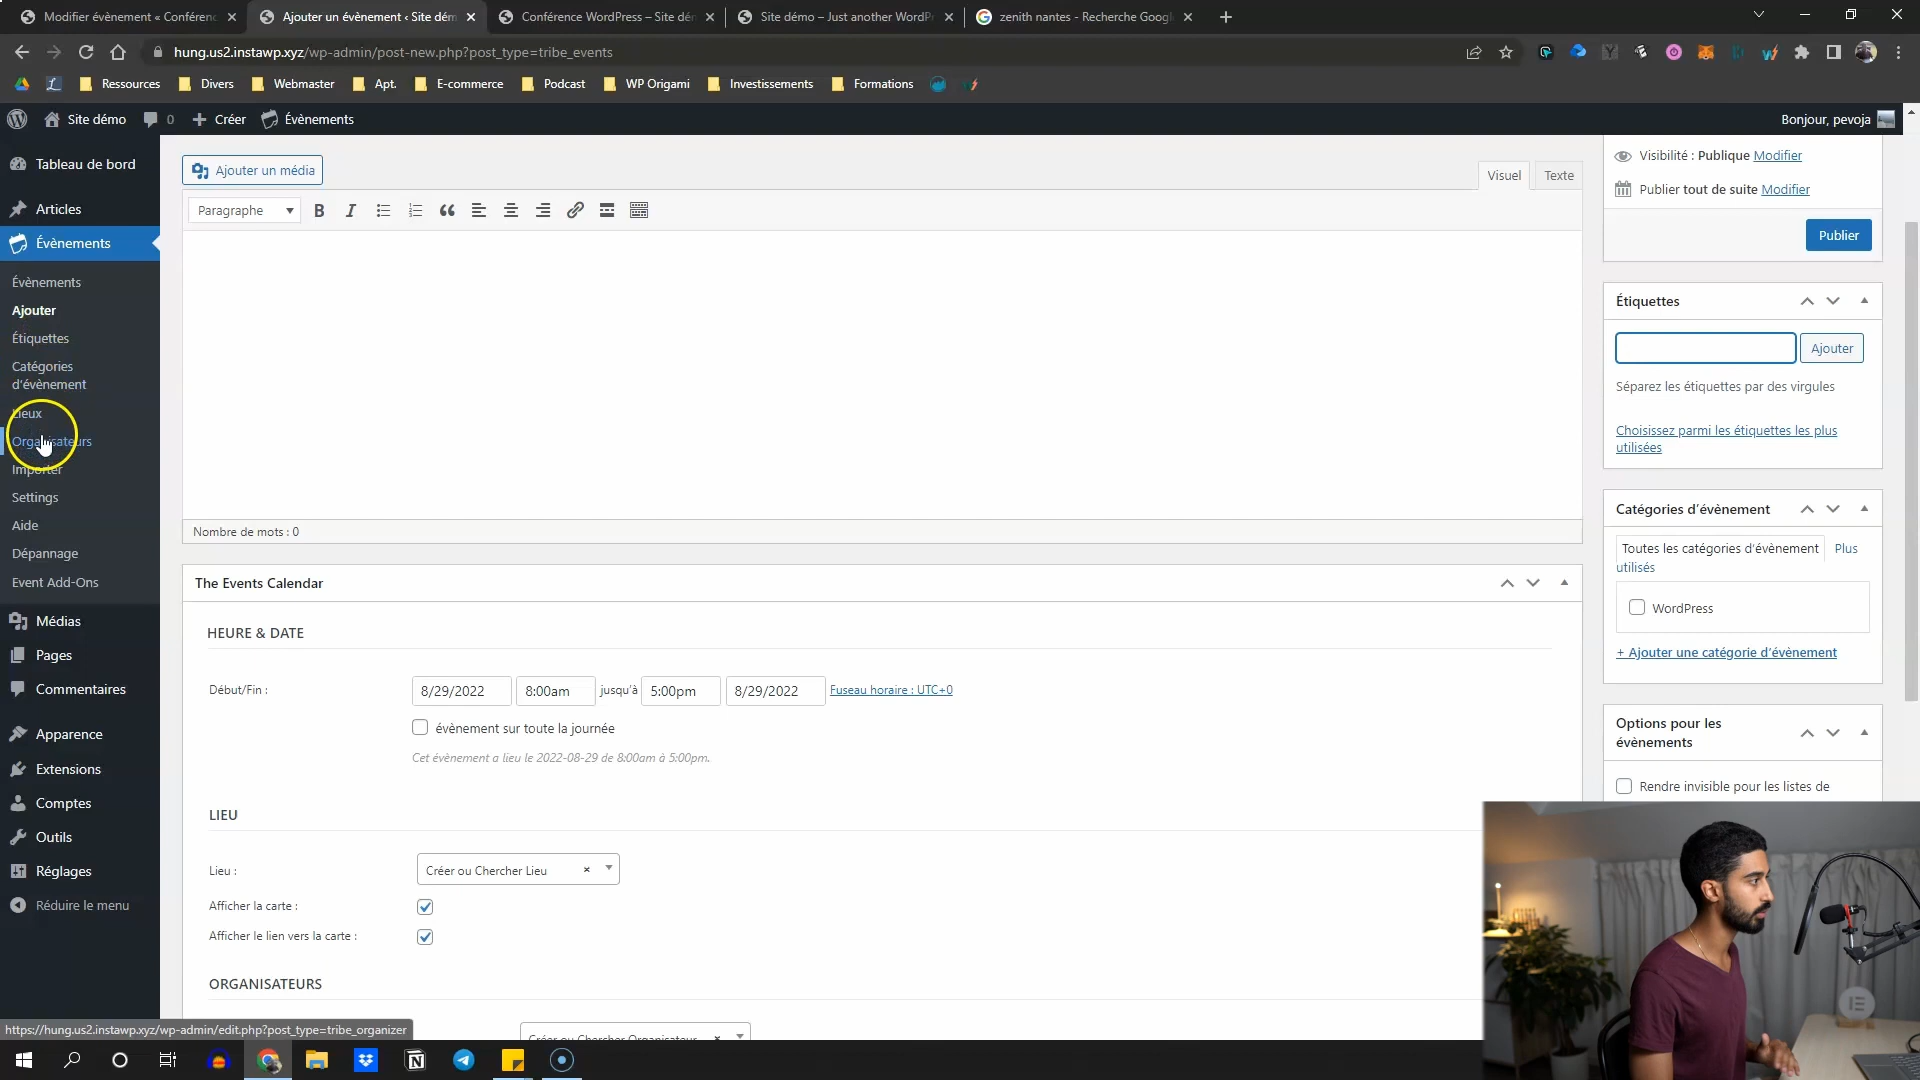 Modifier évènement « Conférenc
Ajouter un évènement ‹ Site dém
Conférence WordPress – Site dém
Site démo – Just another WordPr
zenith nantes - Recherche Google
hung.us2.instawp.xyz/wp-admin/post-new.php?post_type=tribe_events
Ressources
Divers
Webmaster
Apt.
E-commerce
Podcast
WP Origami
Investissements
Formations
Site démo
0
Créer
Évènements
Bonjour, pevoja
Tableau de bord
Articles
Évènements
Évènements
Ajouter
Étiquettes
Catégories
d'évènement
Lieux
Organisateurs
Importer
Settings
Aide
Dépannage
Event Add-Ons
Médias
Pages
Commentaires
Apparence
Extensions
Comptes
Outils
Réglages
Réduire le menu
Ajouter un média
Visuel
Texte
Paragraphe
Nombre de mots : 0
The Events Calendar
HEURE & DATE
Début/Fin :
8/29/2022
8:00am
jusqu'à
5:00pm
8/29/2022
Fuseau horaire : UTC+0
évènement sur toute la journée
Cet évènement a lieu le 2022-08-29 de 8:00am à 5:00pm.
LIEU
Lieu :
Créer ou Chercher Lieu
Afficher la carte :
Afficher le lien vers la carte :
ORGANISATEURS
Créer ou Chercher Organisateur
Visibilité : Publique Modifier
Publier tout de suite Modifier
Publier
Étiquettes
Ajouter
Séparez les étiquettes par des virgules
Choisissez parmi les étiquettes les plus
utilisées
Catégories d'évènement
Toutes les catégories d'évènement
Plus
utilisés
WordPress
+ Ajouter une catégorie d'évènement
Options pour les
évènements
Rendre invisible pour les listes de
https://hung.us2.instawp.xyz/wp-admin/edit.php?post_type=tribe_organizer